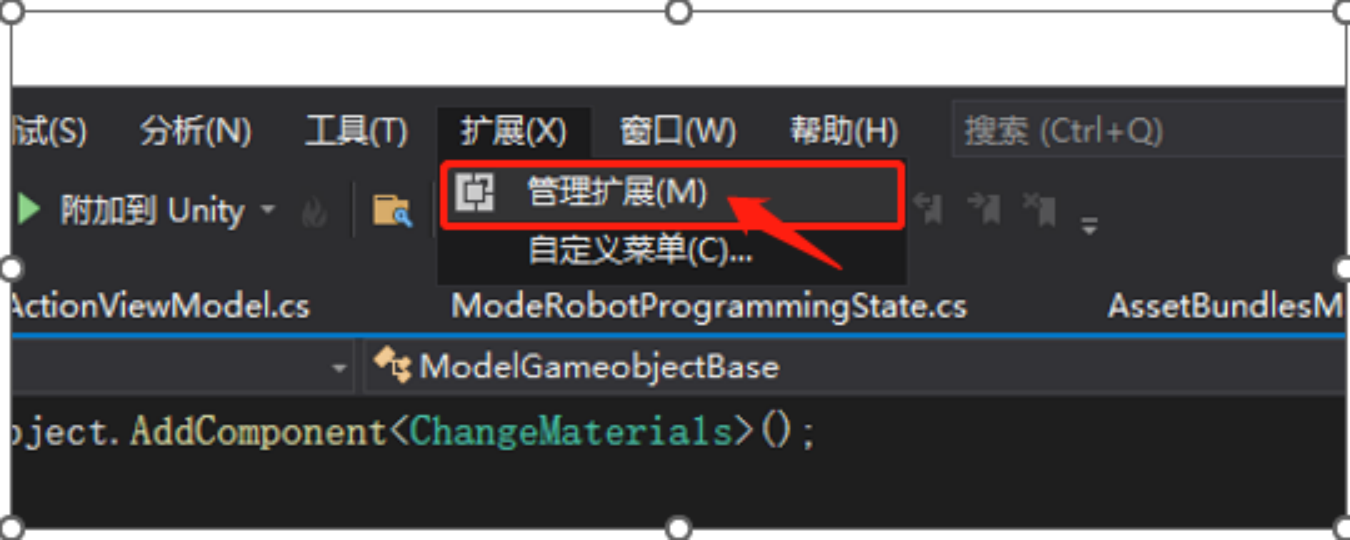 试(S) 分析(N) 工具(T) 扩展(X) 窗口(W) 帮助(H) 搜索 (Ctrl+Q)
管理扩展(M)
附加到 Unity
自定义菜单(C)...
ActionViewModel.cs ModeRobotProgrammingState.cs AssetBundlesM
ModelGameobjectBase
oject.AddComponent<ChangeMaterials>();